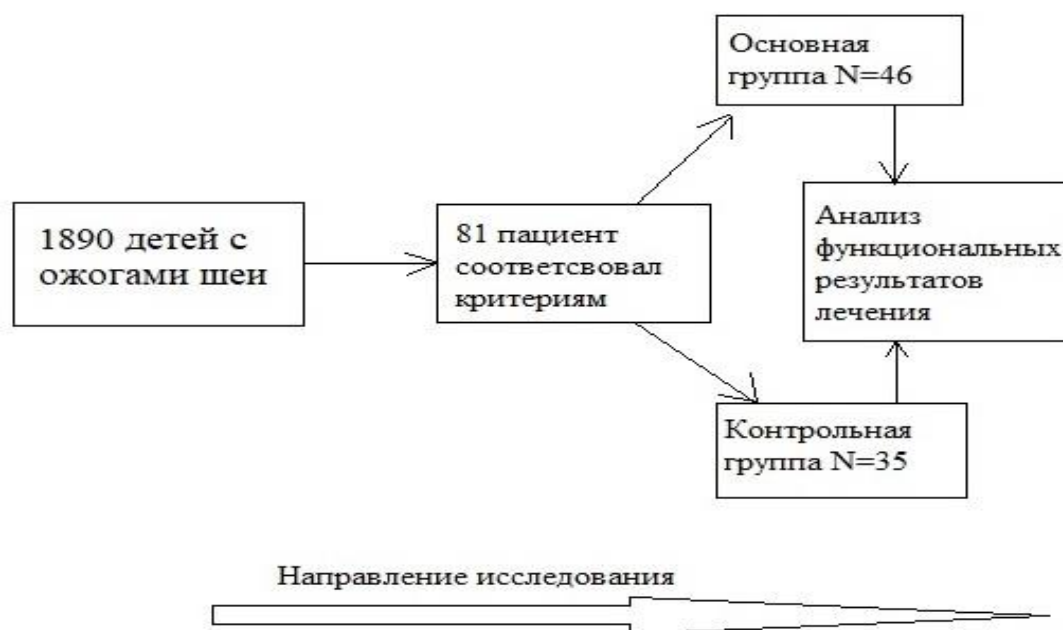 1890 детей с
ожогами шеи
81 пациент
соответсвовал
критериям
Основная
группа N=46
Контрольная
группа N=35
Анализ
функциональных
результатов
лечения
Направление исследования